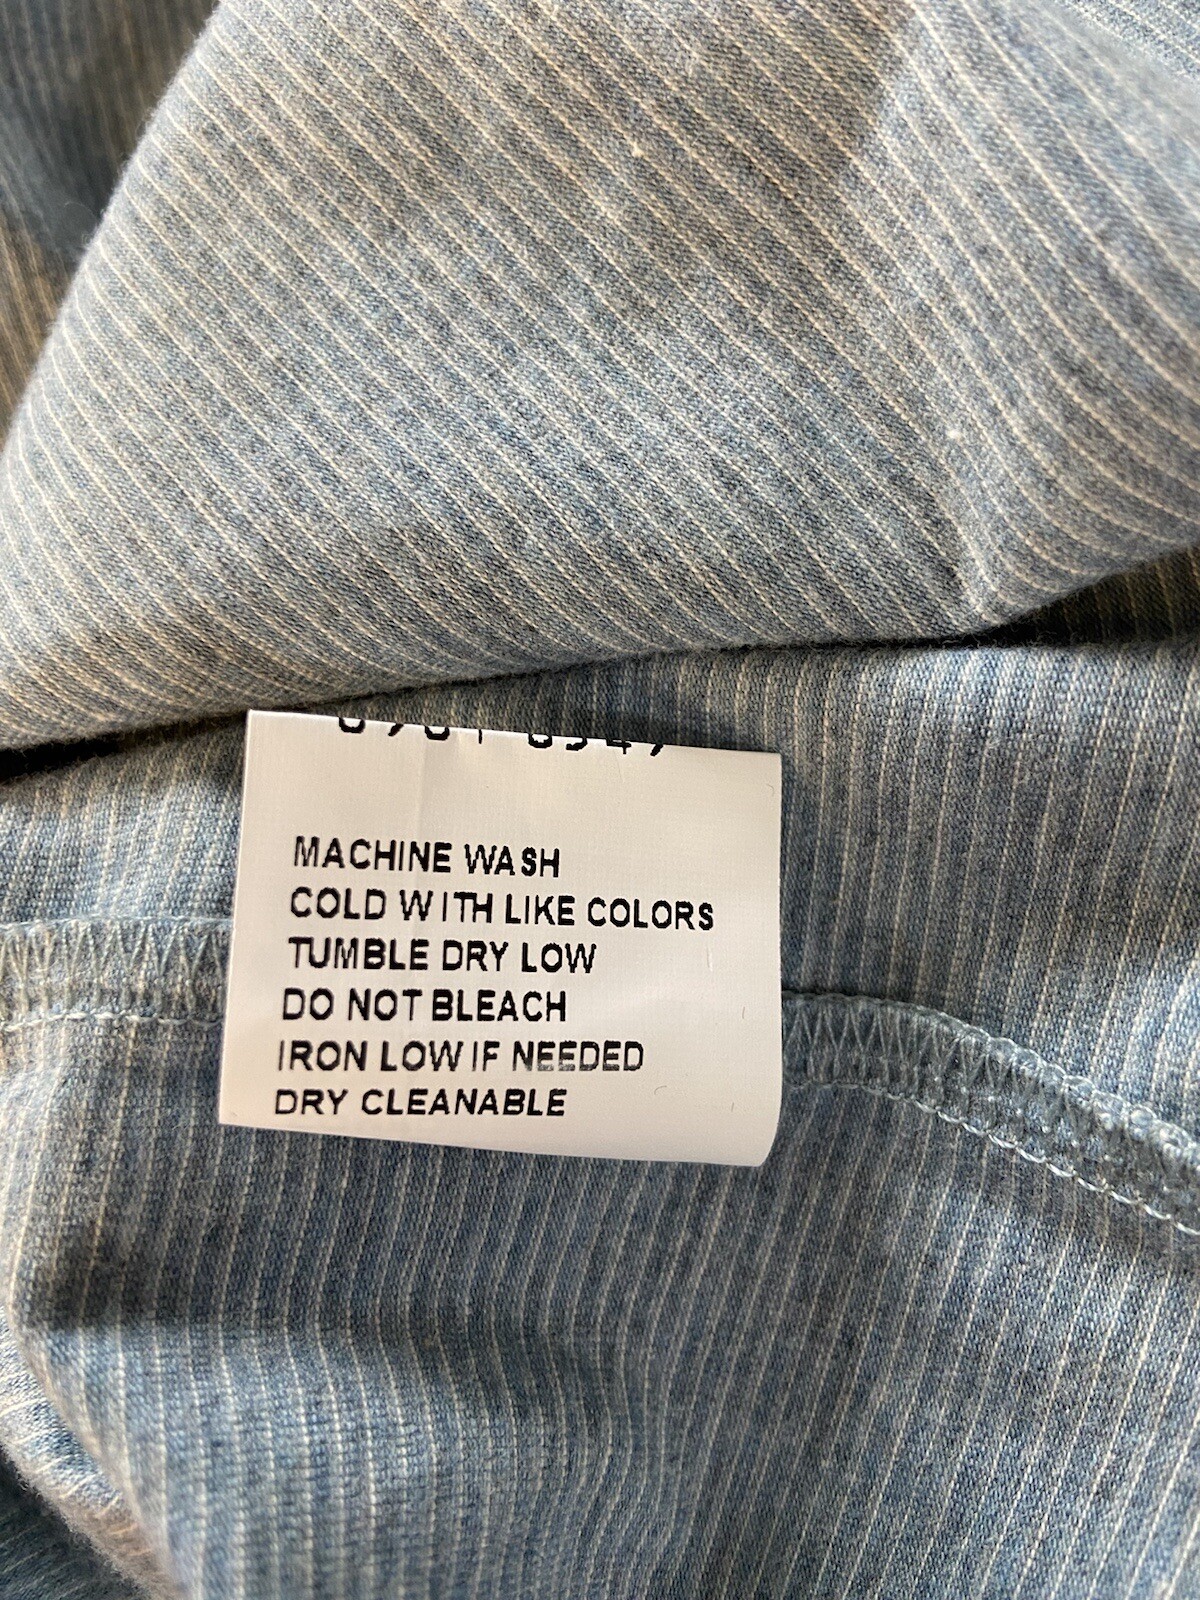 MACHINE WASH
COLD WITH LIKE COLORS
TUMBLE DRY LOW
DO NOT BLEACH
IRON LOW IF NEEDED
DRY CLEANABLE